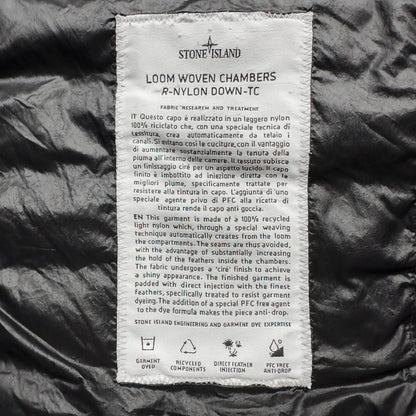 STONE ISLAND
LOOM WOVEN CHAMBERS
R-NYLON DOWN-TC
FABRIC RESEARCH AND TREATMENT
IT Questo capo è realizzato in un leggero nylon
100% riciclato che, con una speciale tecnica di
tessitura, crea automaticamente da telaio i
canali. Si evitano così le cuciture, con il vantaggio
di aumentare sostanzialmente la tenuta della
piuma all'interno delle camere. Il tessuto subisce
un finissaggio cirè per un aspetto lucido. Il capo
finito è imbottito ad iniezione diretta con le
migliori piume, specificatamente trattate per
resistere alla tintura in capo. L'aggiunta di uno
speciale agente privo di PFC alla ricetta di
tintura rende il capo anti goccia.
EN This garment is made of a 100% recycled
light nylon which, through a special weaving
technique automatically creates from the loom
the compartments. The seams are thus avoided,
with the advantage of substantially increasing
the hold of the feathers inside the chambers.
The fabric undergoes a 'cirè' finish to achieve
a shiny appearance. The finished garment is
padded with direct injection with the finest
feathers, specifically treated to resist garment
dyeing. The addition of a special PFC free agent
to the dye formula makes the piece anti-drop.
STONE ISLAND ENGINEERING AND GARMENT DYE EXPERTISE
GARMENT DYED
RECYCLED COMPONENTS
DIRECT FEATHER INJECTION
PFC FREE ANTI DROP